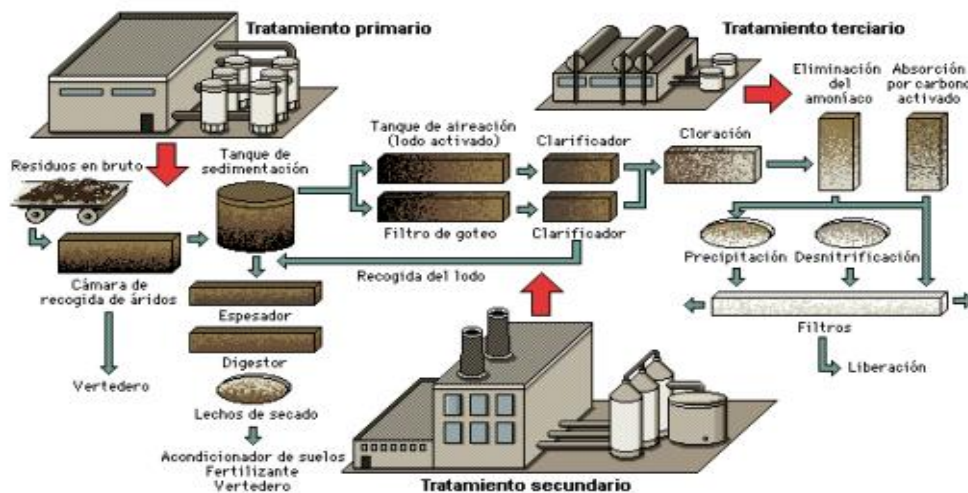 Tratamiento primario
Tratamiento terciario
Eliminación
del
amoníaco
Absorción
por carbono
activado
Residuos en bruto
Tanque de
sedimentación
Tanque de aireación
(lodo activado)
Clarificador
Cloración
Filtro de goteo
Clarificador
Cámara de
recogida de áridos
Recogida del lodo
Precipitación
Desnitrificación
Espesador
Filtros
Digestor
Vertedero
Liberación
Lechos de secado
Acondicionador de suelos
Fertilizante
Vertedero
Tratamiento secundario